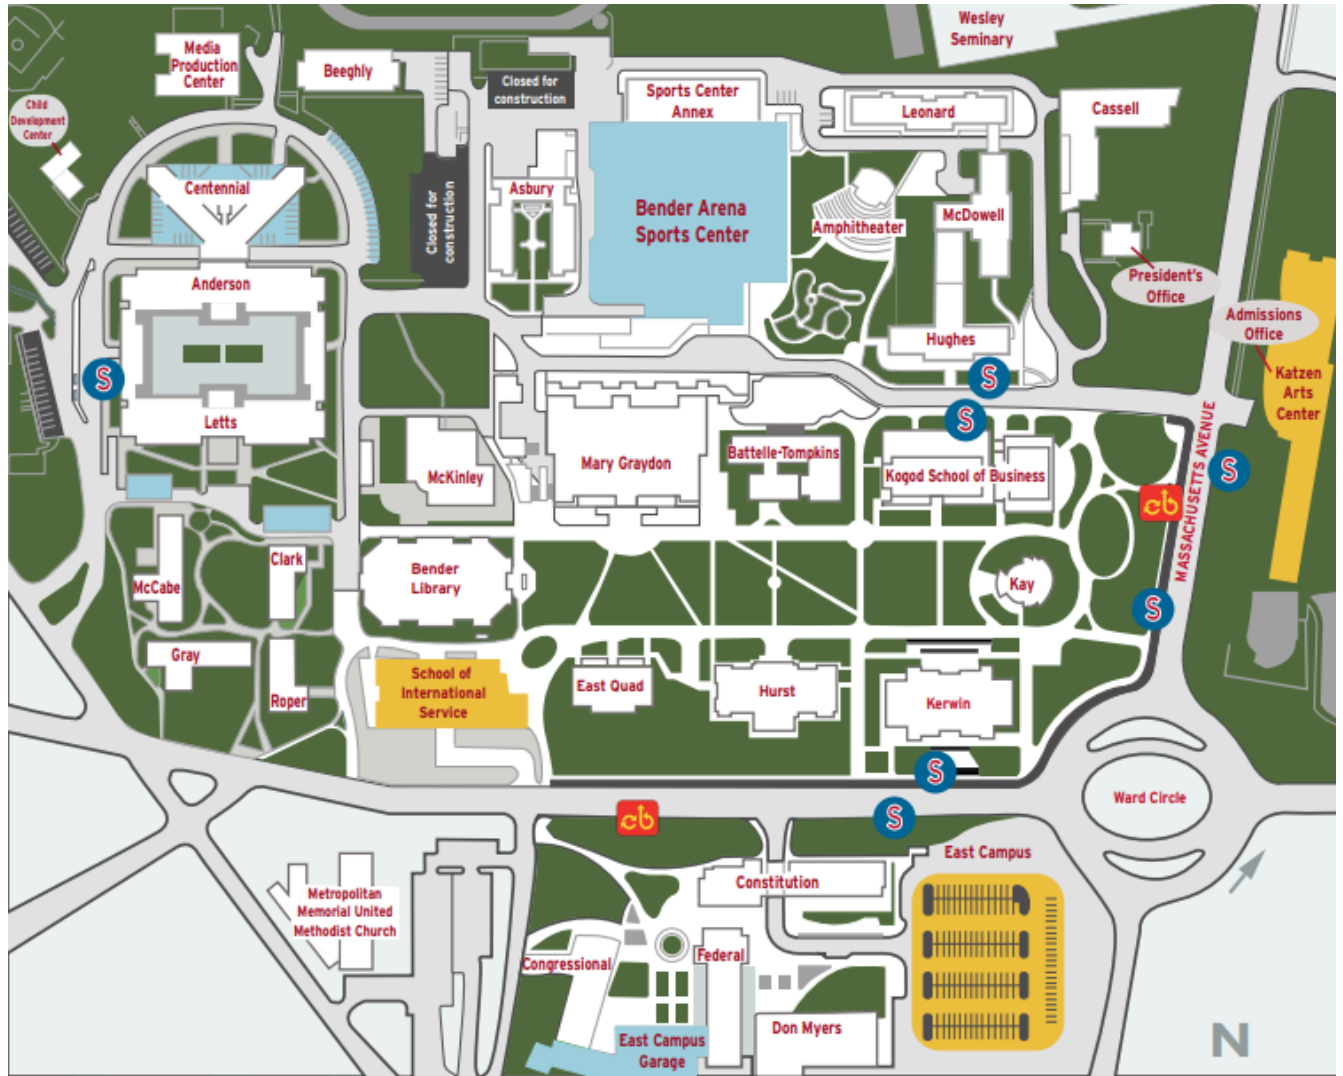 Wesley
Seminary
Media
Production
Center
Beeghly
Closed for
construction
Sports Center
Annex
Leonard
Cassell
Child
Development
Center
Centennial
Closed for
construction
Asbury
Bender Arena
Sports Center
Amphitheater
McDowell
President's
Office
Anderson
Admissions
Office
Hughes
Katzen
Arts
Center
S
S
S
Letts
MASSACHUSETTS AVENUE
McKinley
Mary Graydon
Battelle-Tompkins
Kogod School of Business
S
cb
McCabe
Clark
Bender
Library
Kay
S
Gray
Roper
School of
International
Service
East Quad
Hurst
Kerwin
S
Ward Circle
cb
S
East Campus
Metropolitan
Memorial United
Methodist Church
Constitution
Congressional
Federal
Don Myers
East Campus
Garage
N